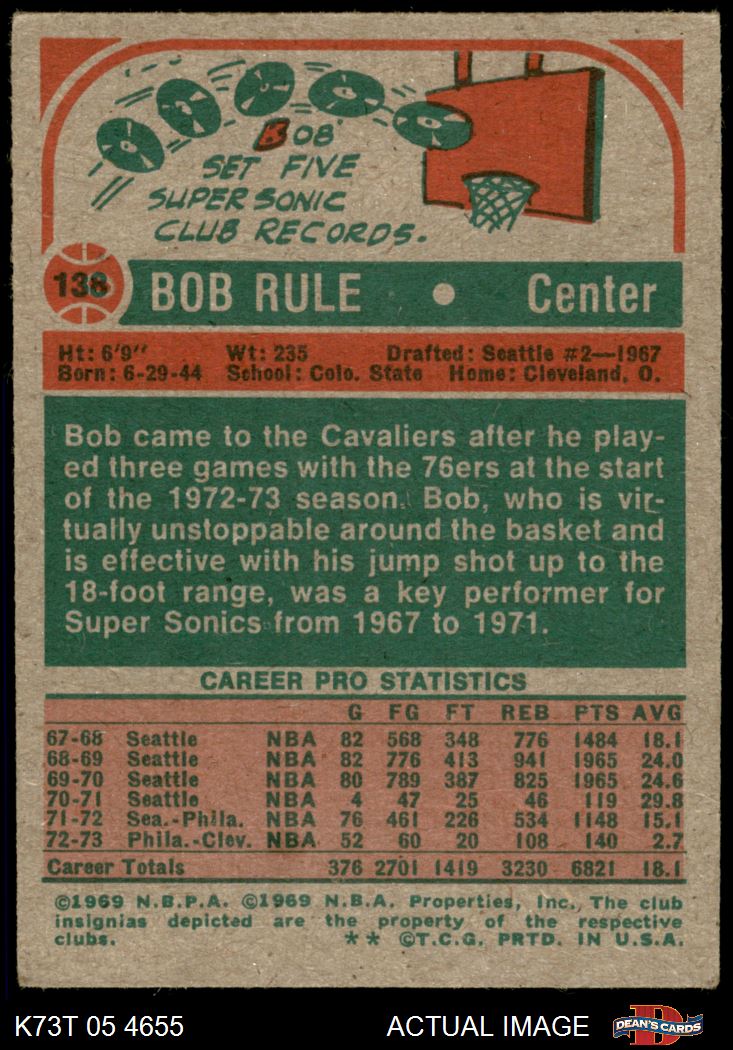 BOB
SET FIVE
SUPER SONIC
CLUB RECORDS.
138 BOB RULE • Center
Ht: 6'9" Wt: 235 Drafted: Seattle #2—1967
Born: 6-29-44 School: Colo. State Home: Cleveland, O.
Bob came to the Cavaliers after he play-
ed three games with the 76ers at the start
of the 1972-73 season. Bob, who is vir-
tually unstoppable around the basket and
is effective with his jump shot up to the
18-foot range, was a key performer for
Super Sonics from 1967 to 1971.
CAREER PRO STATISTICS
G FG FT REB PTS AVG
67-68 Seattle NBA 82 568 348 776 1484 18.1
68-69 Seattle NBA 82 776 413 941 1965 24.0
69-70 Seattle NBA 80 789 387 825 1965 24.6
70-71 Seattle NBA 4 47 25 46 119 29.8
71-72 Sea.-Phila. NBA 76 461 226 534 1148 15.1
72-73 Phila.-Clev. NBA 52 60 20 108 140 2.7
Career Totals 376 2701 1419 3230 6821 18.1
©1969 N.B.P.A. ©1969 N.B.A. Properties, Inc., The club
insignias depicted are the property of the respective
clubs. ** ©T.C.G. PRTD. IN U.S.A.
K73T 05 4655 ACTUAL IMAGE D DEAN'S CARDS